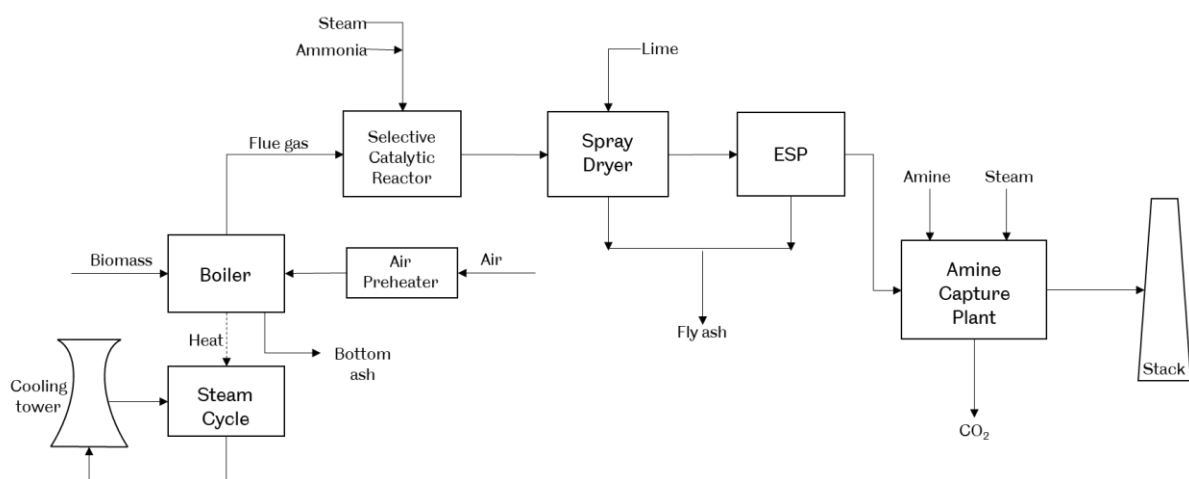 Steam
Ammonia
Lime
Flue gas
Selective
Catalytic
Reactor
Spray
Dryer
ESP
Amine
Steam
Biomass
Boiler
Air
Preheater
Air
Amine
Capture
Plant
Heat
Fly ash
Bottom
ash
Cooling
tower
Steam
Cycle
Stack
CO₂